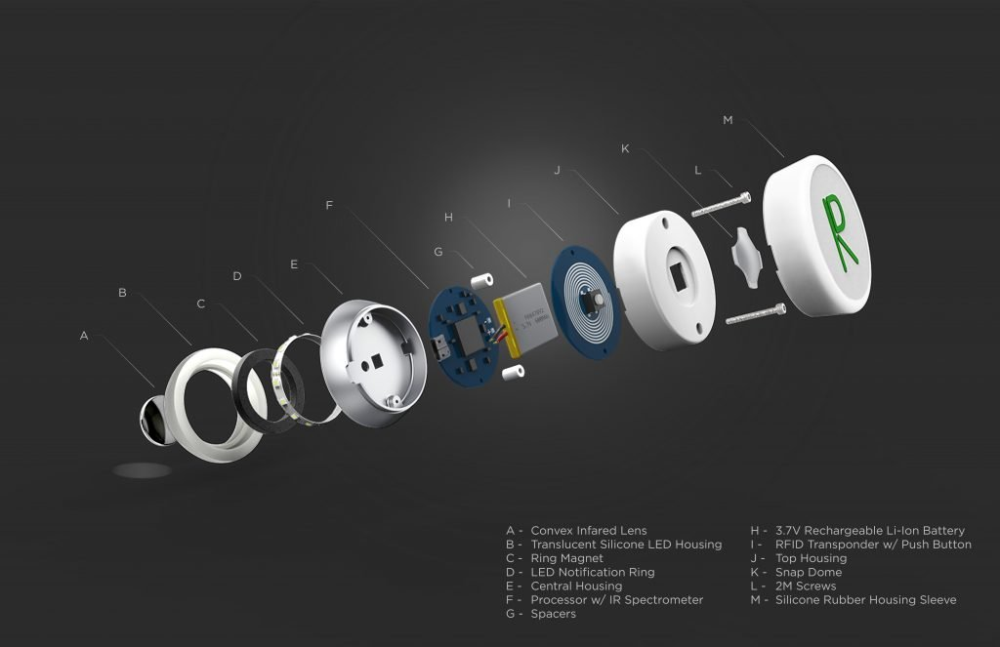 M
K
L
J
I
H
F
G
E
D
B
C
A
R
A - Convex Infared Lens
B - Translucent Silicone LED Housing
C - Ring Magnet
D - LED Notification Ring
E - Central Housing
F - Processor w/ IR Spectrometer
G - Spacers
H - 3.7V Rechargeable Li-Ion Battery
I - RFID Transponder w/ Push Button
J - Top Housing
K - Snap Dome
L - 2M Screws
M - Silicone Rubber Housing Sleeve